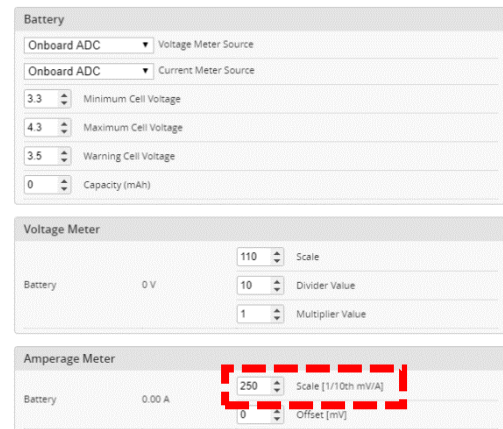 Battery
Onboard ADC Voltage Meter Source
Onboard ADC Current Meter Source
3.3 Minimum Cell Voltage
4.3 Maximum Cell Voltage
3.5 Warning Cell Voltage
0 Capacity (mAh)
Voltage Meter
110 Scale
Battery 0 V 10 Divider Value
1 Multiplier Value
Amperage Meter
250 Scale [1/10th mV/A]
Battery 0.00 A
0 Offset [mV]